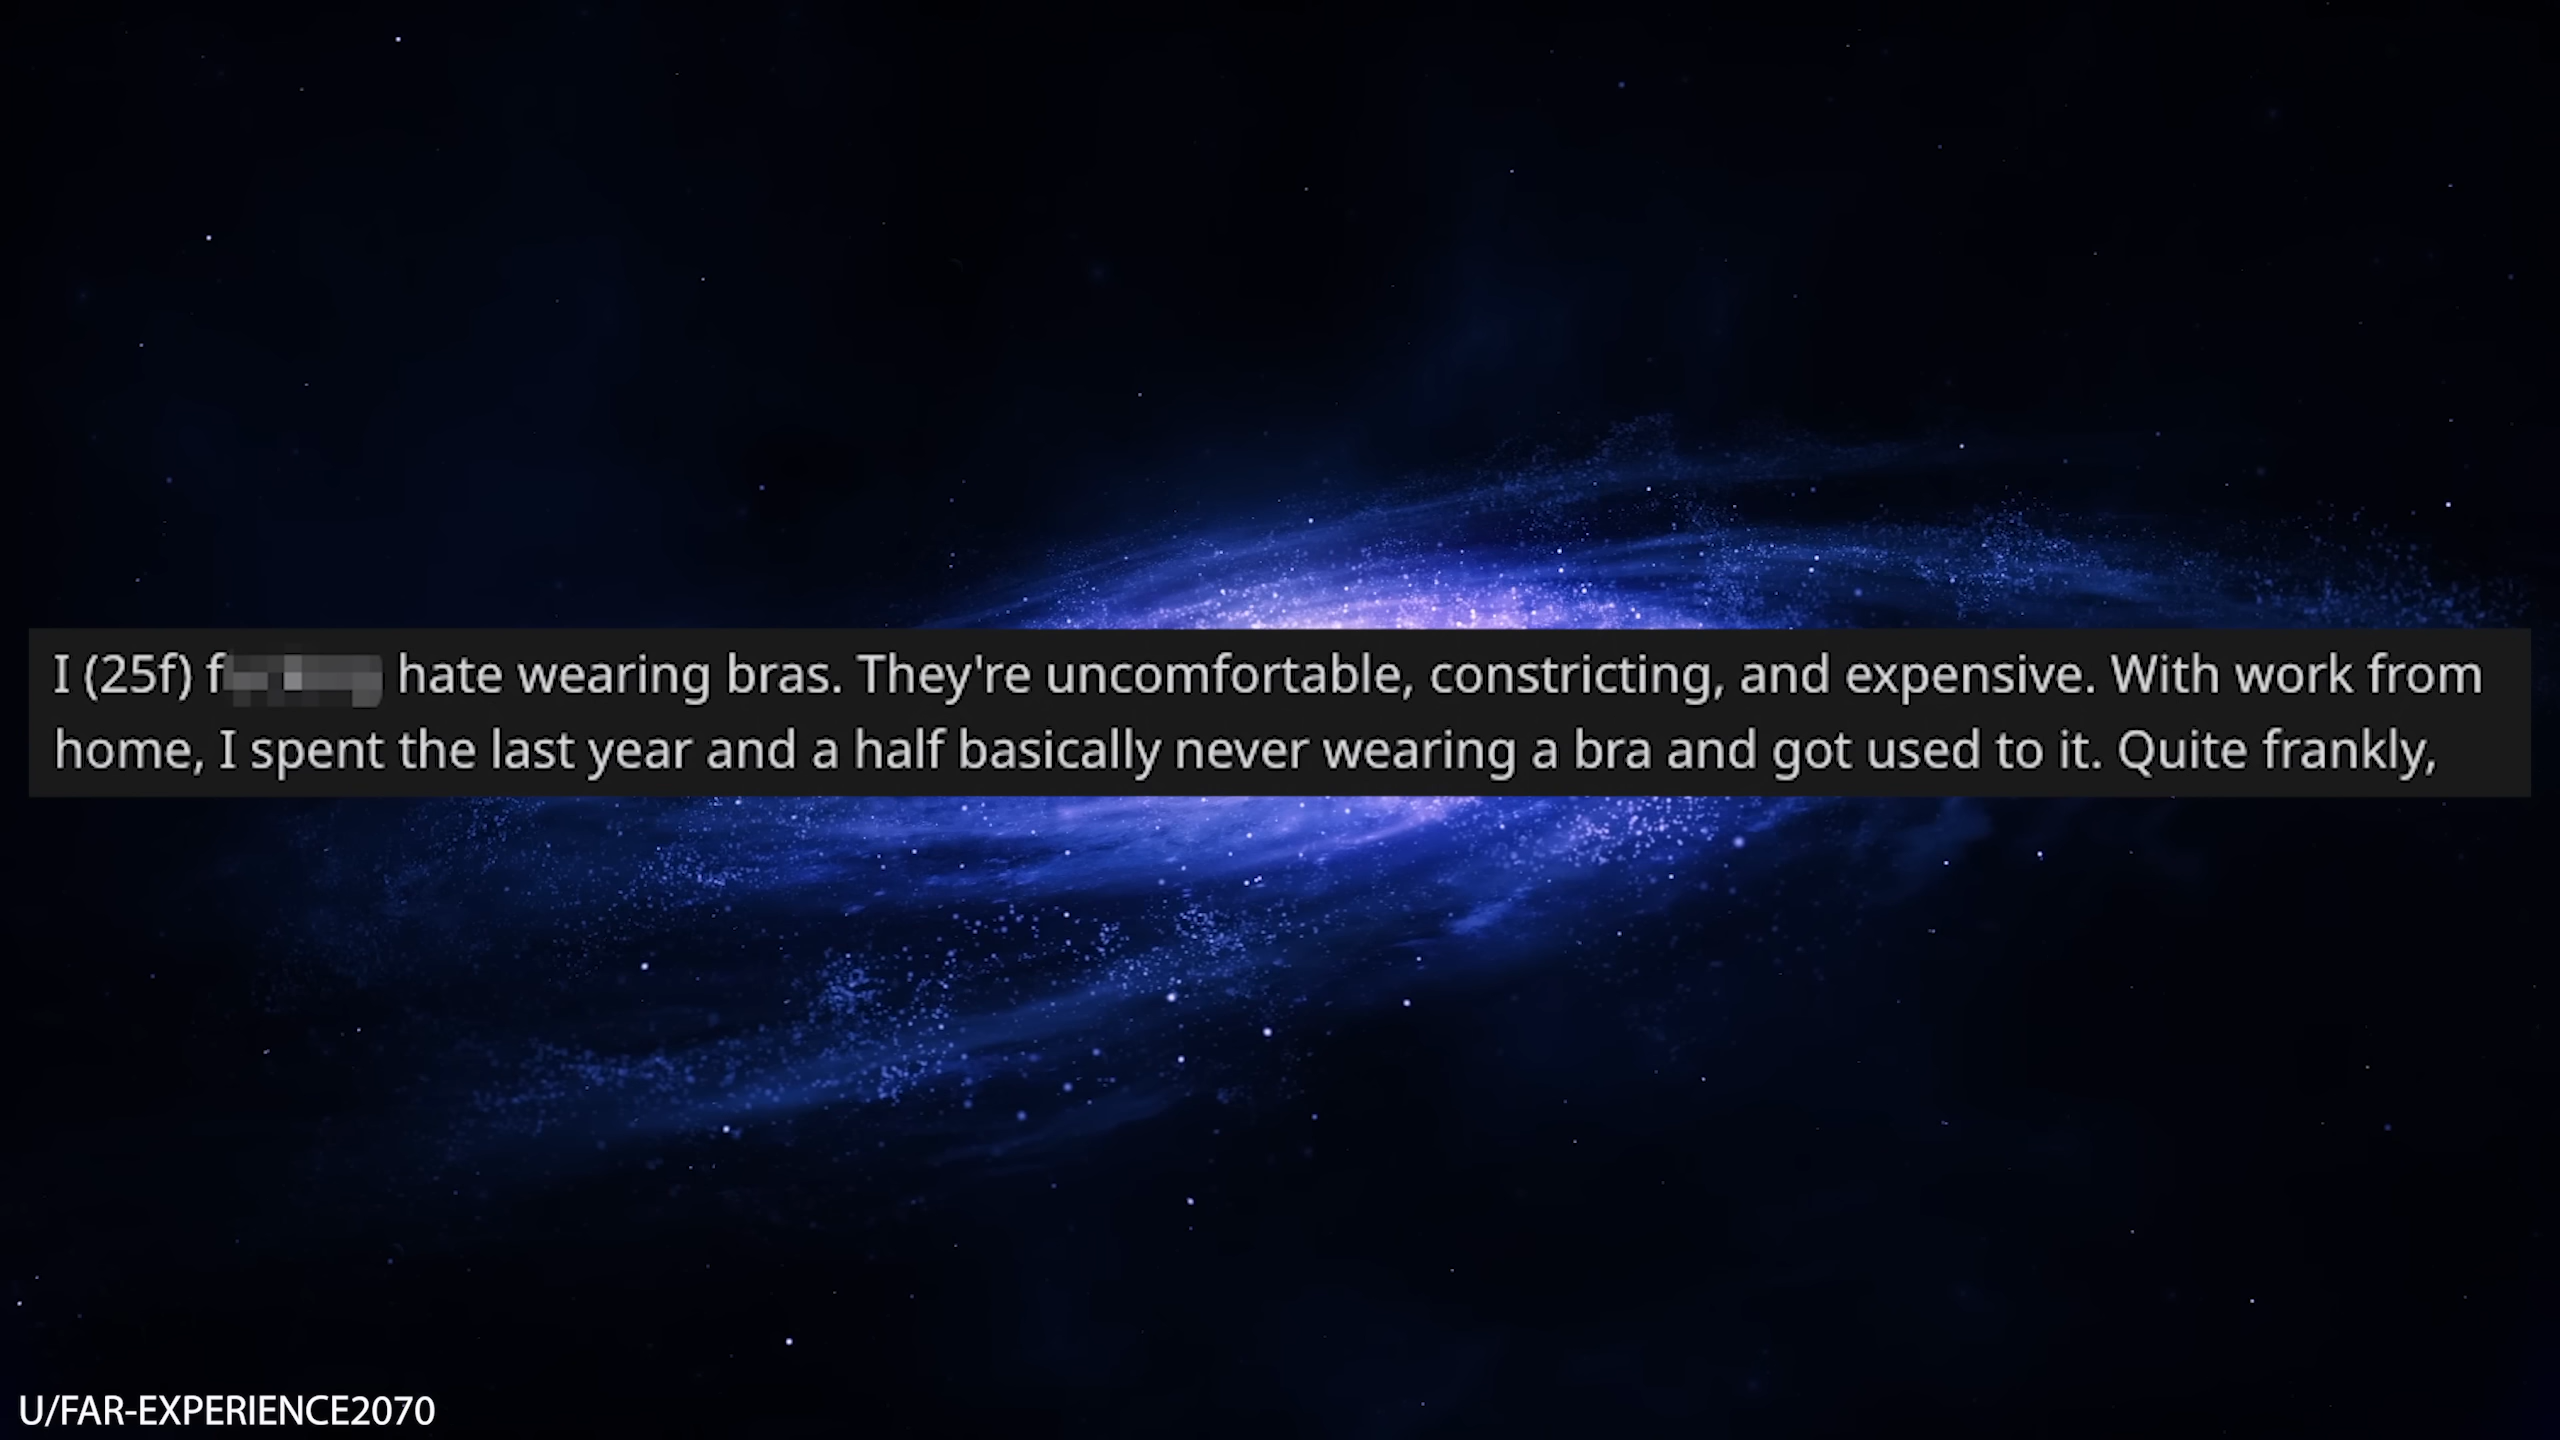 I (25f) f hate wearing bras. They're uncomfortable, constricting, and expensive. With work from
home, I spent the last year and a half basically never wearing a bra and got used to it. Quite frankly,
U/FAR-EXPERIENCE2070